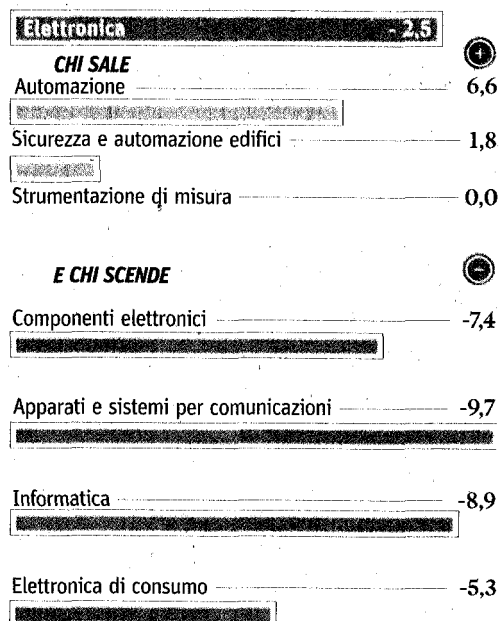 Elettronica - 2,5
CHI SALE +
Automazione 6,6
Sicurezza e automazione edifici 1,8
Strumentazione di misura 0,0
E CHI SCENDE -
Componenti elettronici -7,4
Apparati e sistemi per comunicazioni -9,7
Informatica -8,9
Elettronica di consumo -5,3